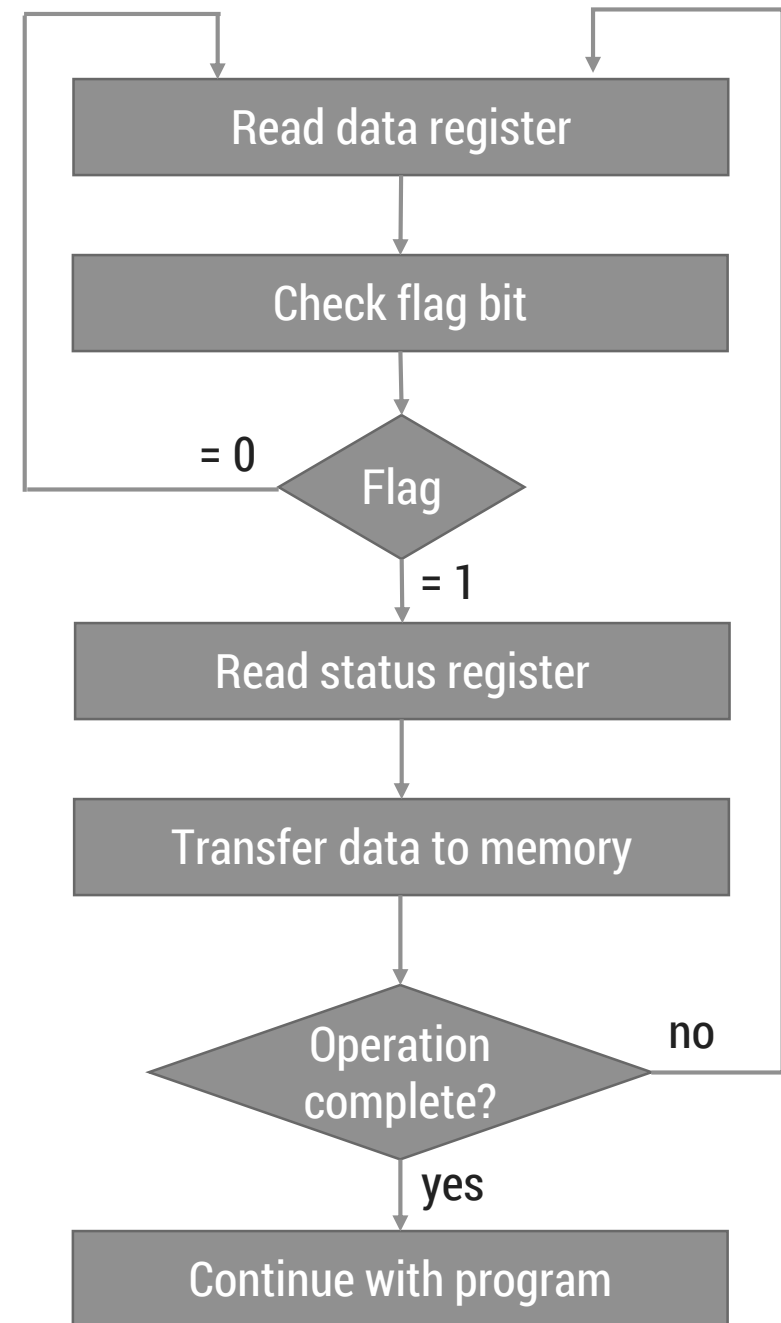 Read data register
Check flag bit
= 0
Flag
= 1
Read status register
Transfer data to memory
Operation
complete?
no
yes
Continue with program